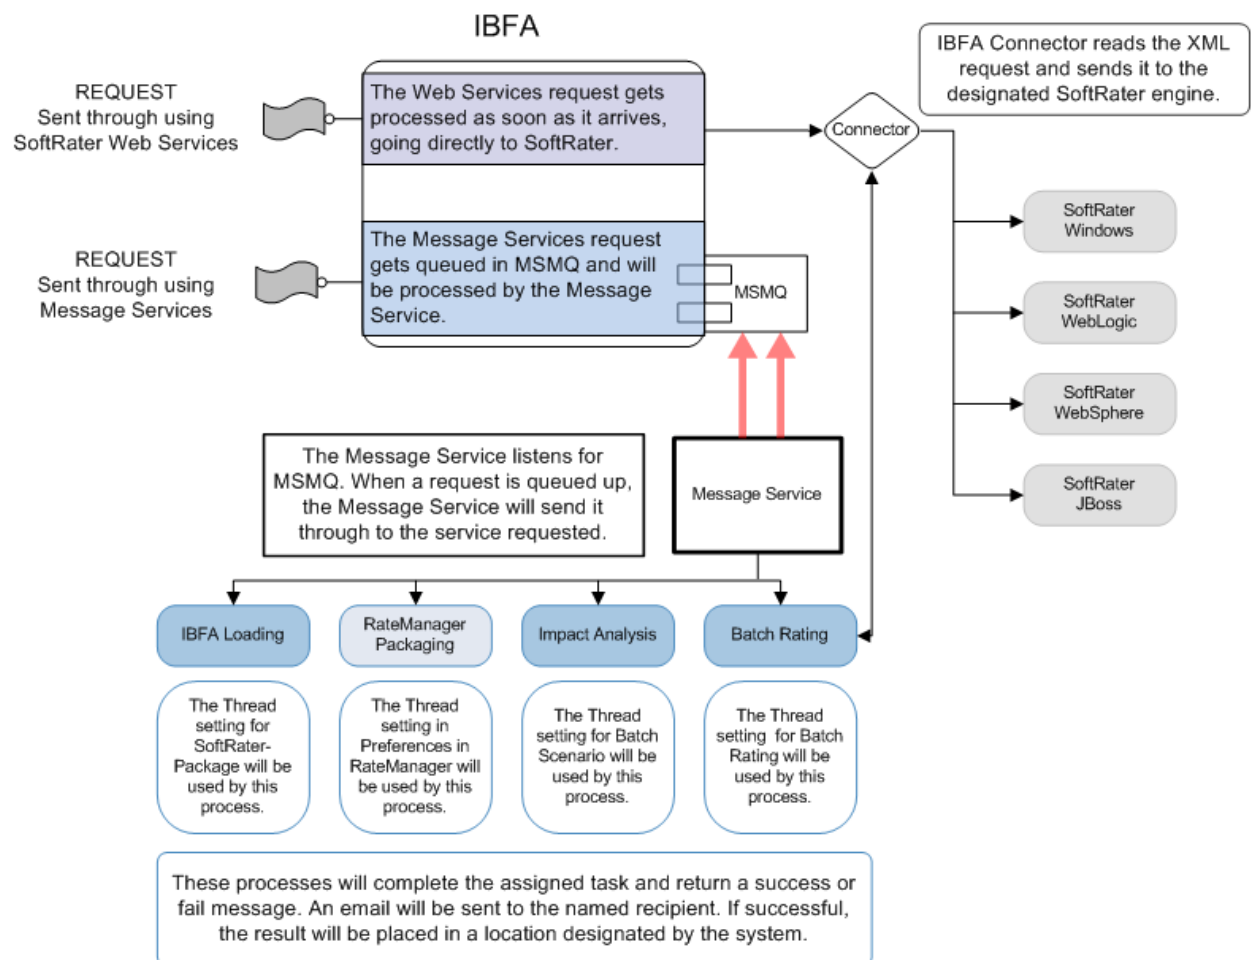 IBFA
IBFA Connector reads the XML
request and sends it to the
designated SoftRater engine.
REQUEST
Sent through using
SoftRater Web Services
The Web Services request gets
processed as soon as it arrives,
going directly to SoftRater.
Connector
SoftRater
Windows
REQUEST
Sent through using
Message Services
The Message Services request
gets queued in MSMQ and will
be processed by the Message
Service.
MSMQ
SoftRater
WebLogic
SoftRater
WebSphere
SoftRater
JBoss
The Message Service listens for
MSMQ. When a request is queued up,
the Message Service will send it
through to the service requested.
Message Service
IBFA Loading
RateManager
Packaging
Impact Analysis
Batch Rating
The Thread
setting for
SoftRater-
Package will be
used by this
process.
The Thread
setting in
Preferences in
RateManager will
be used by this
process.
The Thread
setting for Batch
Scenario will be
used by this
process.
The Thread
setting for Batch
Rating will be
used by this
process.
These processes will complete the assigned task and return a success or
fail message. An email will be sent to the named recipient. If successful,
the result will be placed in a location designated by the system.